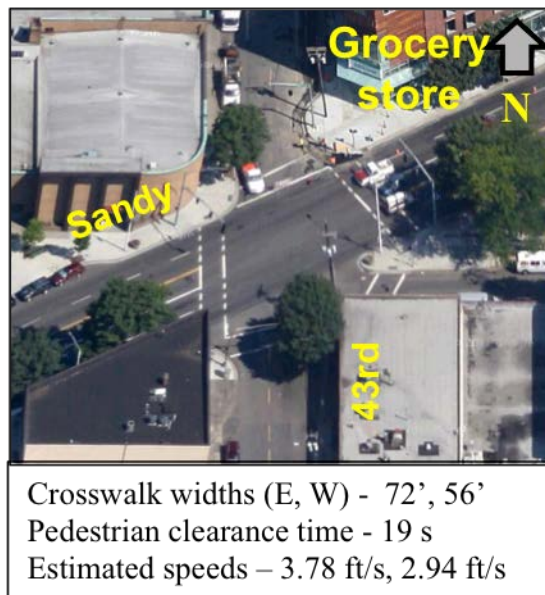 Grocery
store
N
Sandy
43rd
Crosswalk widths (E, W) - 72’, 56’
Pedestrian clearance time - 19 s
Estimated speeds – 3.78 ft/s, 2.94 ft/s